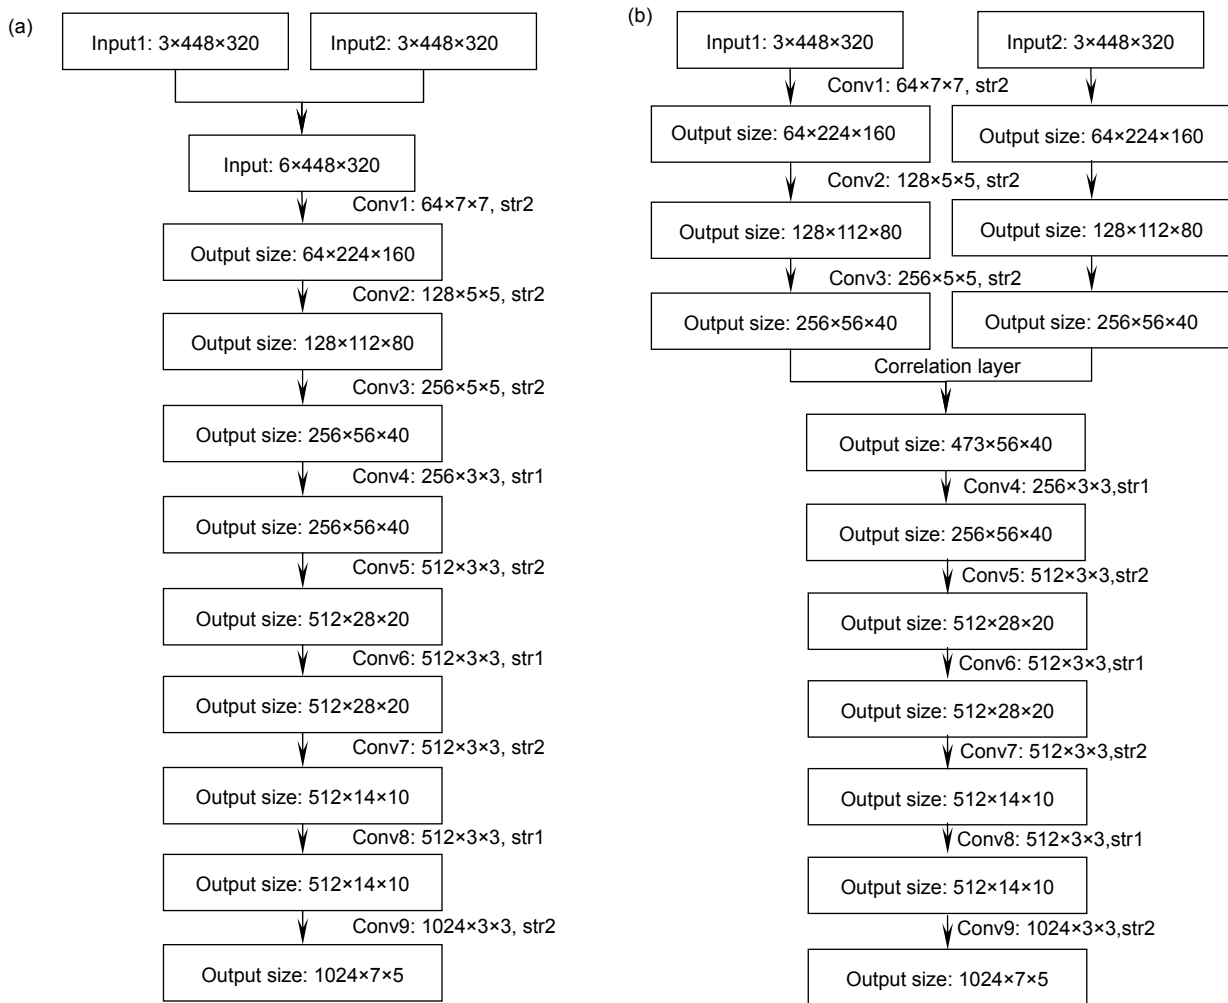 (a)
Input1: 3×448×320
Input2: 3×448×320
Input: 6×448×320
Conv1: 64×7×7, str2
Output size: 64×224×160
Conv2: 128×5×5, str2
Output size: 128×112×80
Conv3: 256×5×5, str2
Output size: 256×56×40
Conv4: 256×3×3, str1
Output size: 256×56×40
Conv5: 512×3×3, str2
Output size: 512×28×20
Conv6: 512×3×3, str1
Output size: 512×28×20
Conv7: 512×3×3, str2
Output size: 512×14×10
Conv8: 512×3×3, str1
Output size: 512×14×10
Conv9: 1024×3×3, str2
Output size: 1024×7×5
(b)
Input1: 3×448×320
Input2: 3×448×320
Conv1: 64×7×7, str2
Output size: 64×224×160
Output size: 64×224×160
Conv2: 128×5×5, str2
Output size: 128×112×80
Output size: 128×112×80
Conv3: 256×5×5, str2
Output size: 256×56×40
Output size: 256×56×40
Correlation layer
Output size: 473×56×40
Conv4: 256×3×3,str1
Output size: 256×56×40
Conv5: 512×3×3,str2
Output size: 512×28×20
Conv6: 512×3×3,str1
Output size: 512×28×20
Conv7: 512×3×3,str2
Output size: 512×14×10
Conv8: 512×3×3,str1
Output size: 512×14×10
Conv9: 1024×3×3,str2
Output size: 1024×7×5